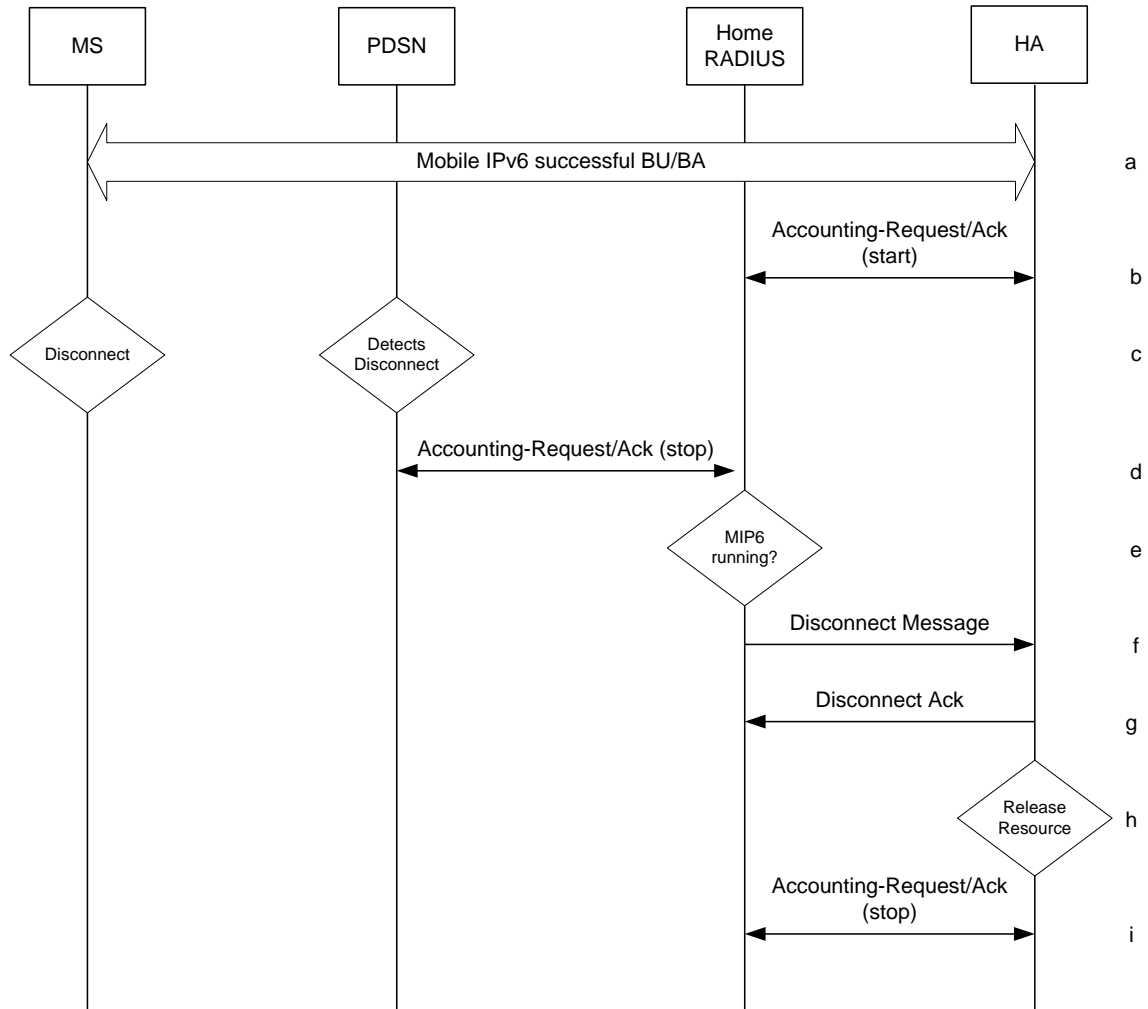 MS
PDSN
Home
RADIUS
HA
Mobile IPv6 successful BU/BA
a
Accounting-Request/Ack
(start)
b
Disconnect
Detects
Disconnect
c
Accounting-Request/Ack (stop)
d
MIP6
running?
e
Disconnect Message
f
Disconnect Ack
g
Release
Resource
h
Accounting-Request/Ack
(stop)
i